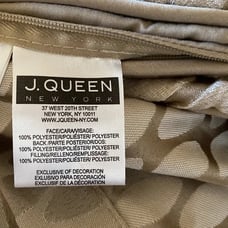 J. QUEEN
NEW YORK
37 WEST 20TH STREET
NEW YORK, NY 10011
WWW.JQUEEN-NY.COM
FACE/CARA/VISAGE:
100% POLYESTER/POLIÉSTER/ POLYESTER
BACK /PARTE POSTERIOR/DOS:
100% POLYESTER/POLIÉSTER/ POLYESTER
FILLING/RELLENO/REMPLISSAGE:
100% POLYESTER/POLIÉSTER/ POLYESTER
EXCLUSIVE OF DECORATION
EXCLUSIVO PARA DECORACIÓN
EXCLUSIF DE DÉCORATION